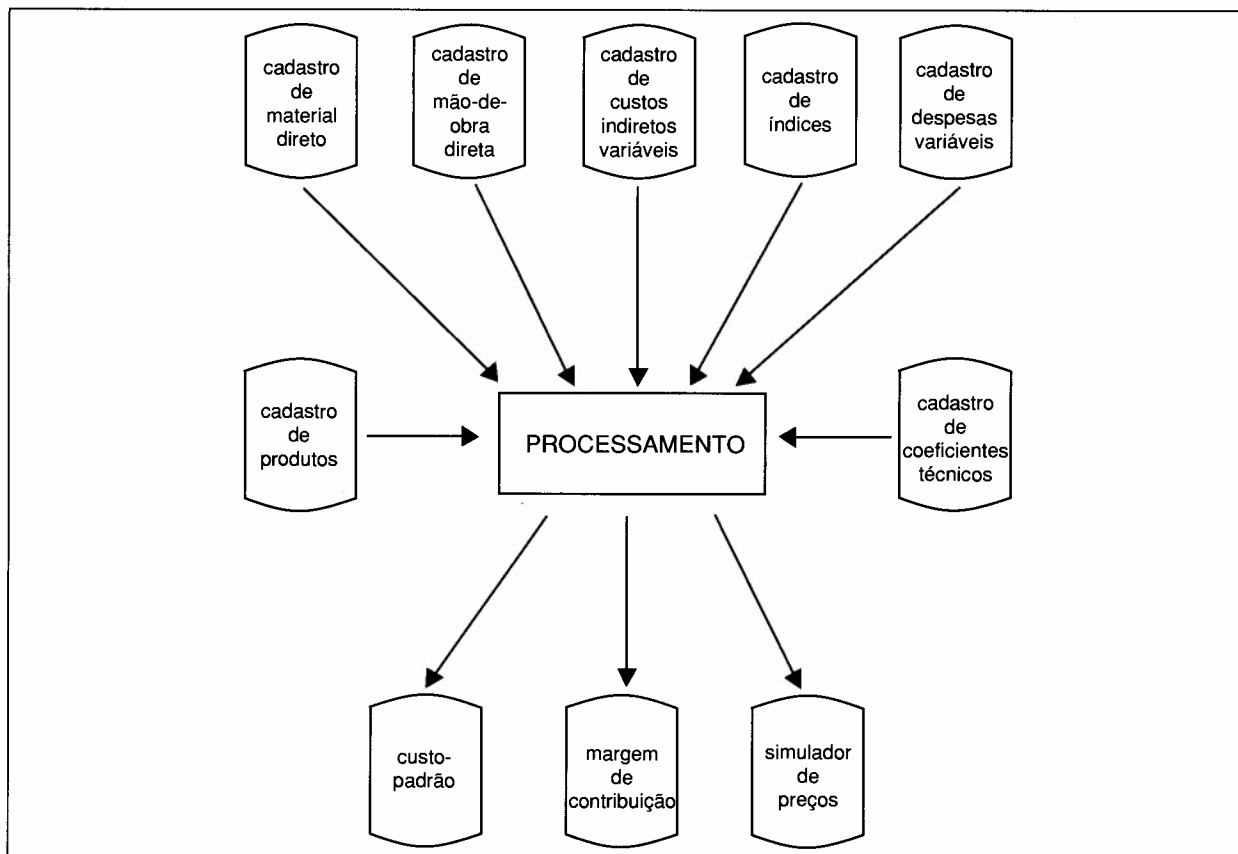 cadastro
de
material
direto
cadastro
de
mão-de-
obra
direta
cadastro
de
custos
indiretos
variáveis
cadastro
de
índices
cadastro
de
despesas
variáveis
cadastro
de
produtos
PROCESSAMENTO
cadastro
de
coeficientes
técnicos
custo-
padrão
margem
de
contribuição
simulador
de
preços